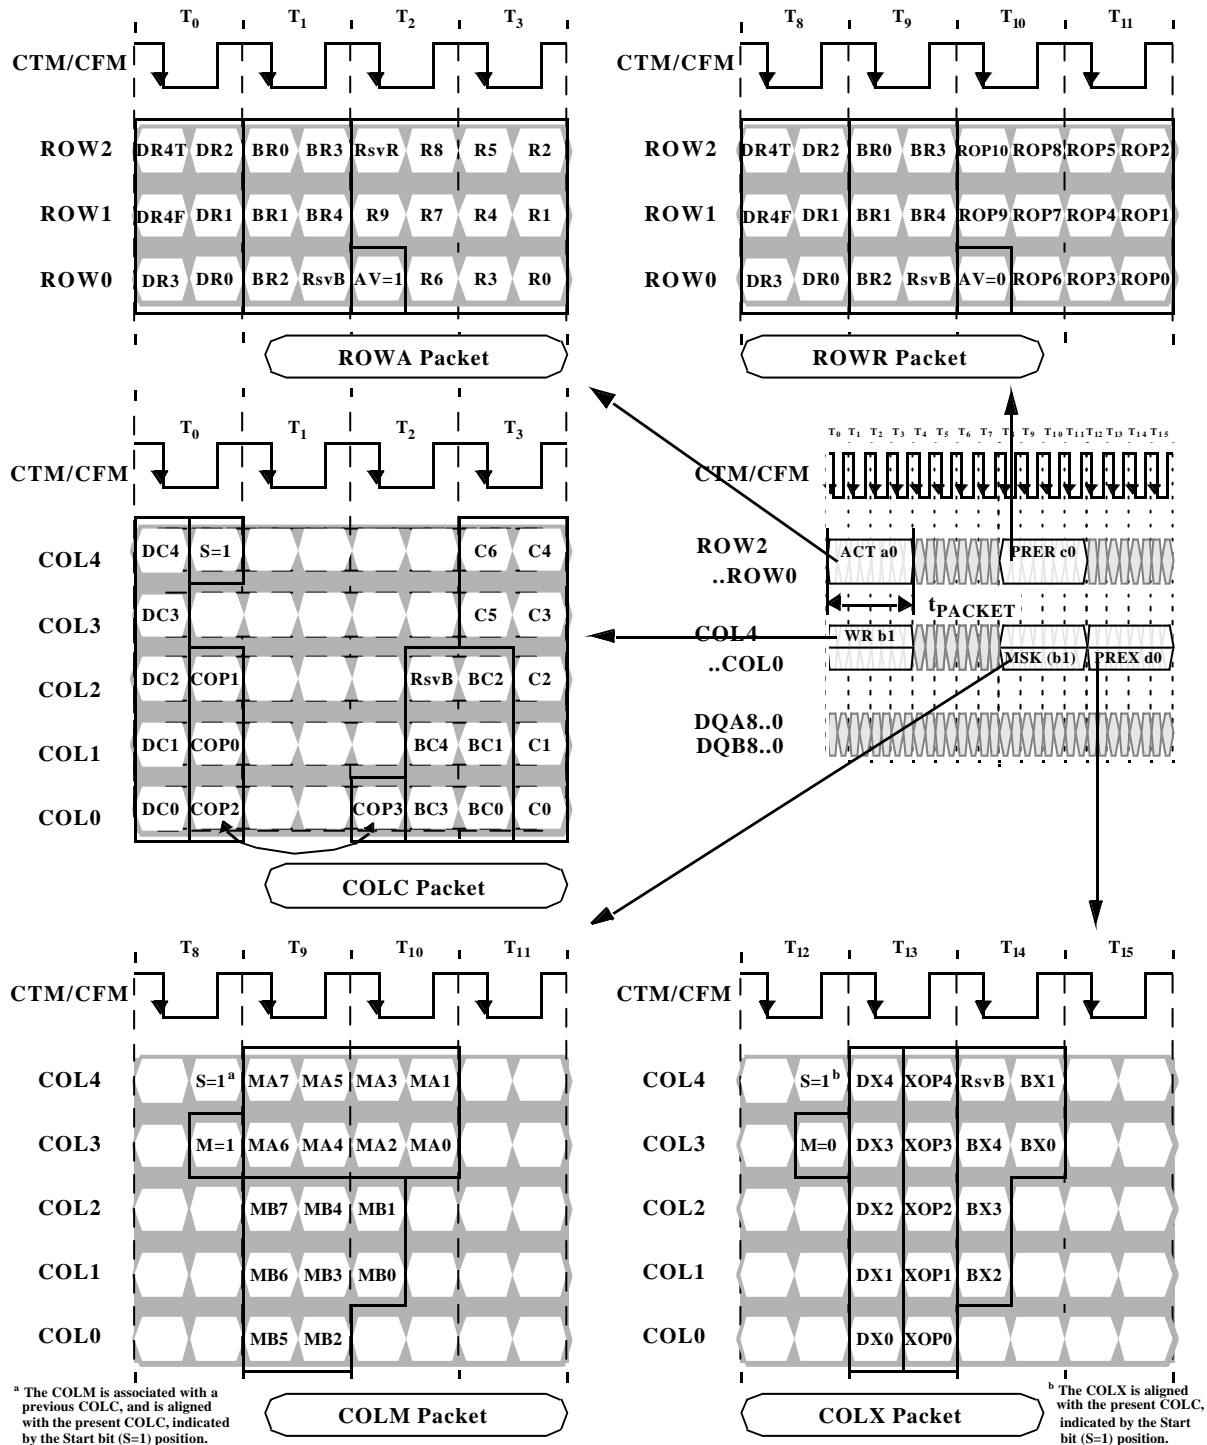 T0 T1 T2 T3
CTM/CFM
ROW2 DR4T DR2 BR0 BR3 RsvR R8 R5 R2
ROW1 DR4F DR1 BR1 BR4 R9 R7 R4 R1
ROW0 DR3 DR0 BR2 RsvB AV=1 R6 R3 R0
ROWA Packet
T8 T9 T10 T11
CTM/CFM
ROW2 DR4T DR2 BR0 BR3 ROP10 ROP8 ROP5 ROP2
ROW1 DR4F DR1 BR1 BR4 ROP9 ROP7 ROP4 ROP1
ROW0 DR3 DR0 BR2 RsvB AV=0 ROP6 ROP3 ROP0
ROWR Packet
T0 T1 T2 T3
CTM/CFM
COL4 DC4 S=1 C6 C4
COL3 DC3 C5 C3
COL2 DC2 COP1 RsvB BC2 C2
COL1 DC1 COP0 BC4 BC1 C1
COL0 DC0 COP2 COP3 BC3 BC0 C0
COLC Packet
T0 T1 T2 T3 T4 T5 T6 T7 T8 T9 T10 T11 T12 T13 T14 T15
CTM/CFM
ROW2 ACT a0 PRER c0
..ROW0
tPACKET
COL4 WR b1
..COL0 MSK (b1) PREX d0
DQA8..0
DQB8..0
T8 T9 T10 T11
CTM/CFM
COL4 S=1a MA7 MA5 MA3 MA1
COL3 M=1 MA6 MA4 MA2 MA0
COL2 MB7 MB4 MB1
COL1 MB6 MB3 MB0
COL0 MB5 MB2
COLM Packet
a The COLM is associated with a
previous COLC, and is aligned
with the present COLC, indicated
by the Start bit (S=1) position.
T12 T13 T14 T15
CTM/CFM
COL4 S=1b DX4 XOP4 RsvB BX1
COL3 M=0 DX3 XOP3 BX4 BX0
COL2 DX2 XOP2 BX3
COL1 DX1 XOP1 BX2
COL0 DX0 XOP0
COLX Packet
b The COLX is aligned
with the present COLC,
indicated by the Start
bit (S=1) position.